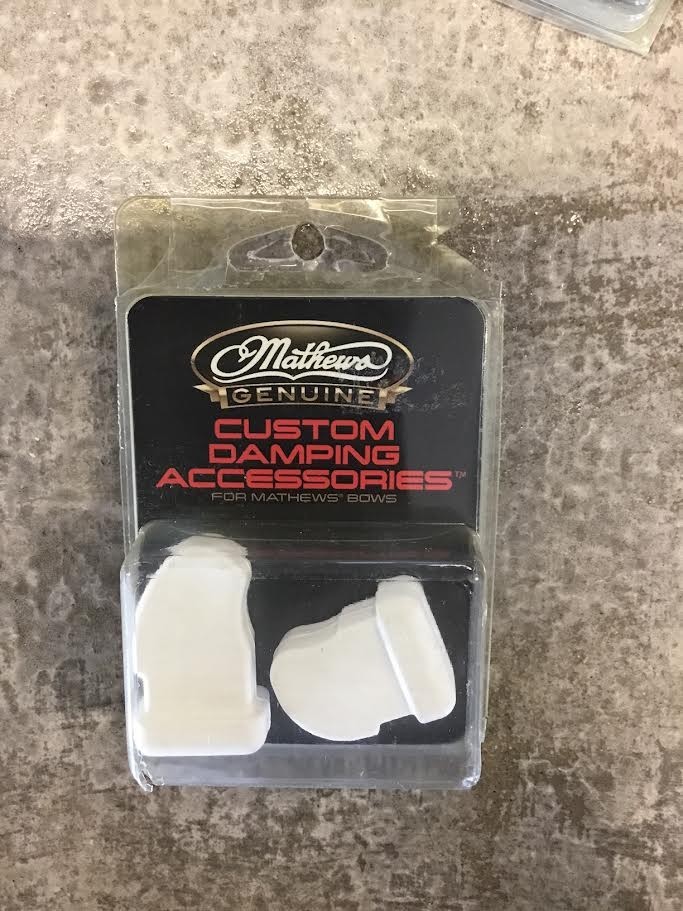 Mathews
GENUINE
CUSTOM
DAMPING
ACCESSORIES™
FOR MATHEWS® BOWS